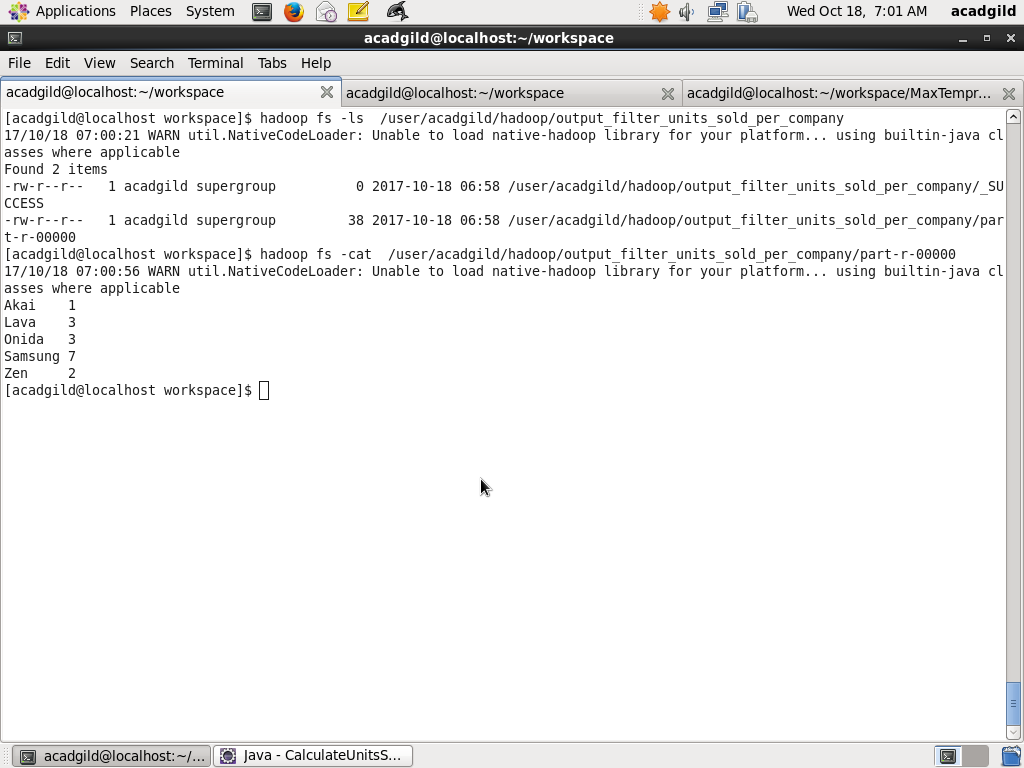 Applications Places System Wed Oct 18, 7:01 AM acadgild
acadgild@localhost:~/workspace
File Edit View Search Terminal Tabs Help
acadgild@localhost:~/workspace acadgild@localhost:~/workspace acadgild@localhost:~/workspace/MaxTempr...
[acadgild@localhost workspace]$ hadoop fs -ls  /user/acadgild/hadoop/output_filter_units_sold_per_company
17/10/18 07:00:21 WARN util.NativeCodeLoader: Unable to load native-hadoop library for your platform... using builtin-java cl
asses where applicable
Found 2 items
-rw-r--r--   1 acadgild supergroup          0 2017-10-18 06:58 /user/acadgild/hadoop/output_filter_units_sold_per_company/_SU
CCESS
-rw-r--r--   1 acadgild supergroup         38 2017-10-18 06:58 /user/acadgild/hadoop/output_filter_units_sold_per_company/par
t-r-00000
[acadgild@localhost workspace]$ hadoop fs -cat  /user/acadgild/hadoop/output_filter_units_sold_per_company/part-r-00000
17/10/18 07:00:56 WARN util.NativeCodeLoader: Unable to load native-hadoop library for your platform... using builtin-java cl
asses where applicable
Akai    1
Lava    3
Onida   3
Samsung 7
Zen     2
[acadgild@localhost workspace]$
acadgild@localhost:~/... Java - CalculateUnitsS...